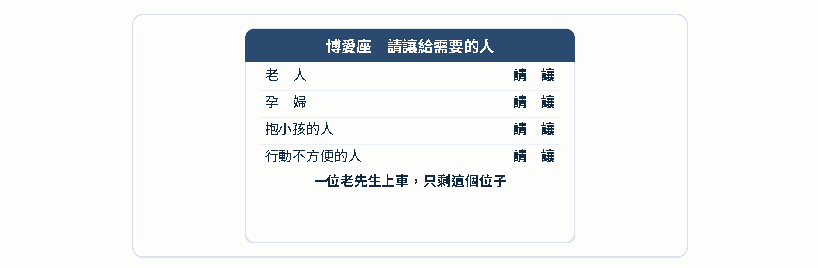 博愛座　請讓給需要的人
老　人　請　讓
孕　婦　請　讓
抱小孩的人　請　讓
行動不方便的人　請　讓
一位老先生上車，只剩這個位子